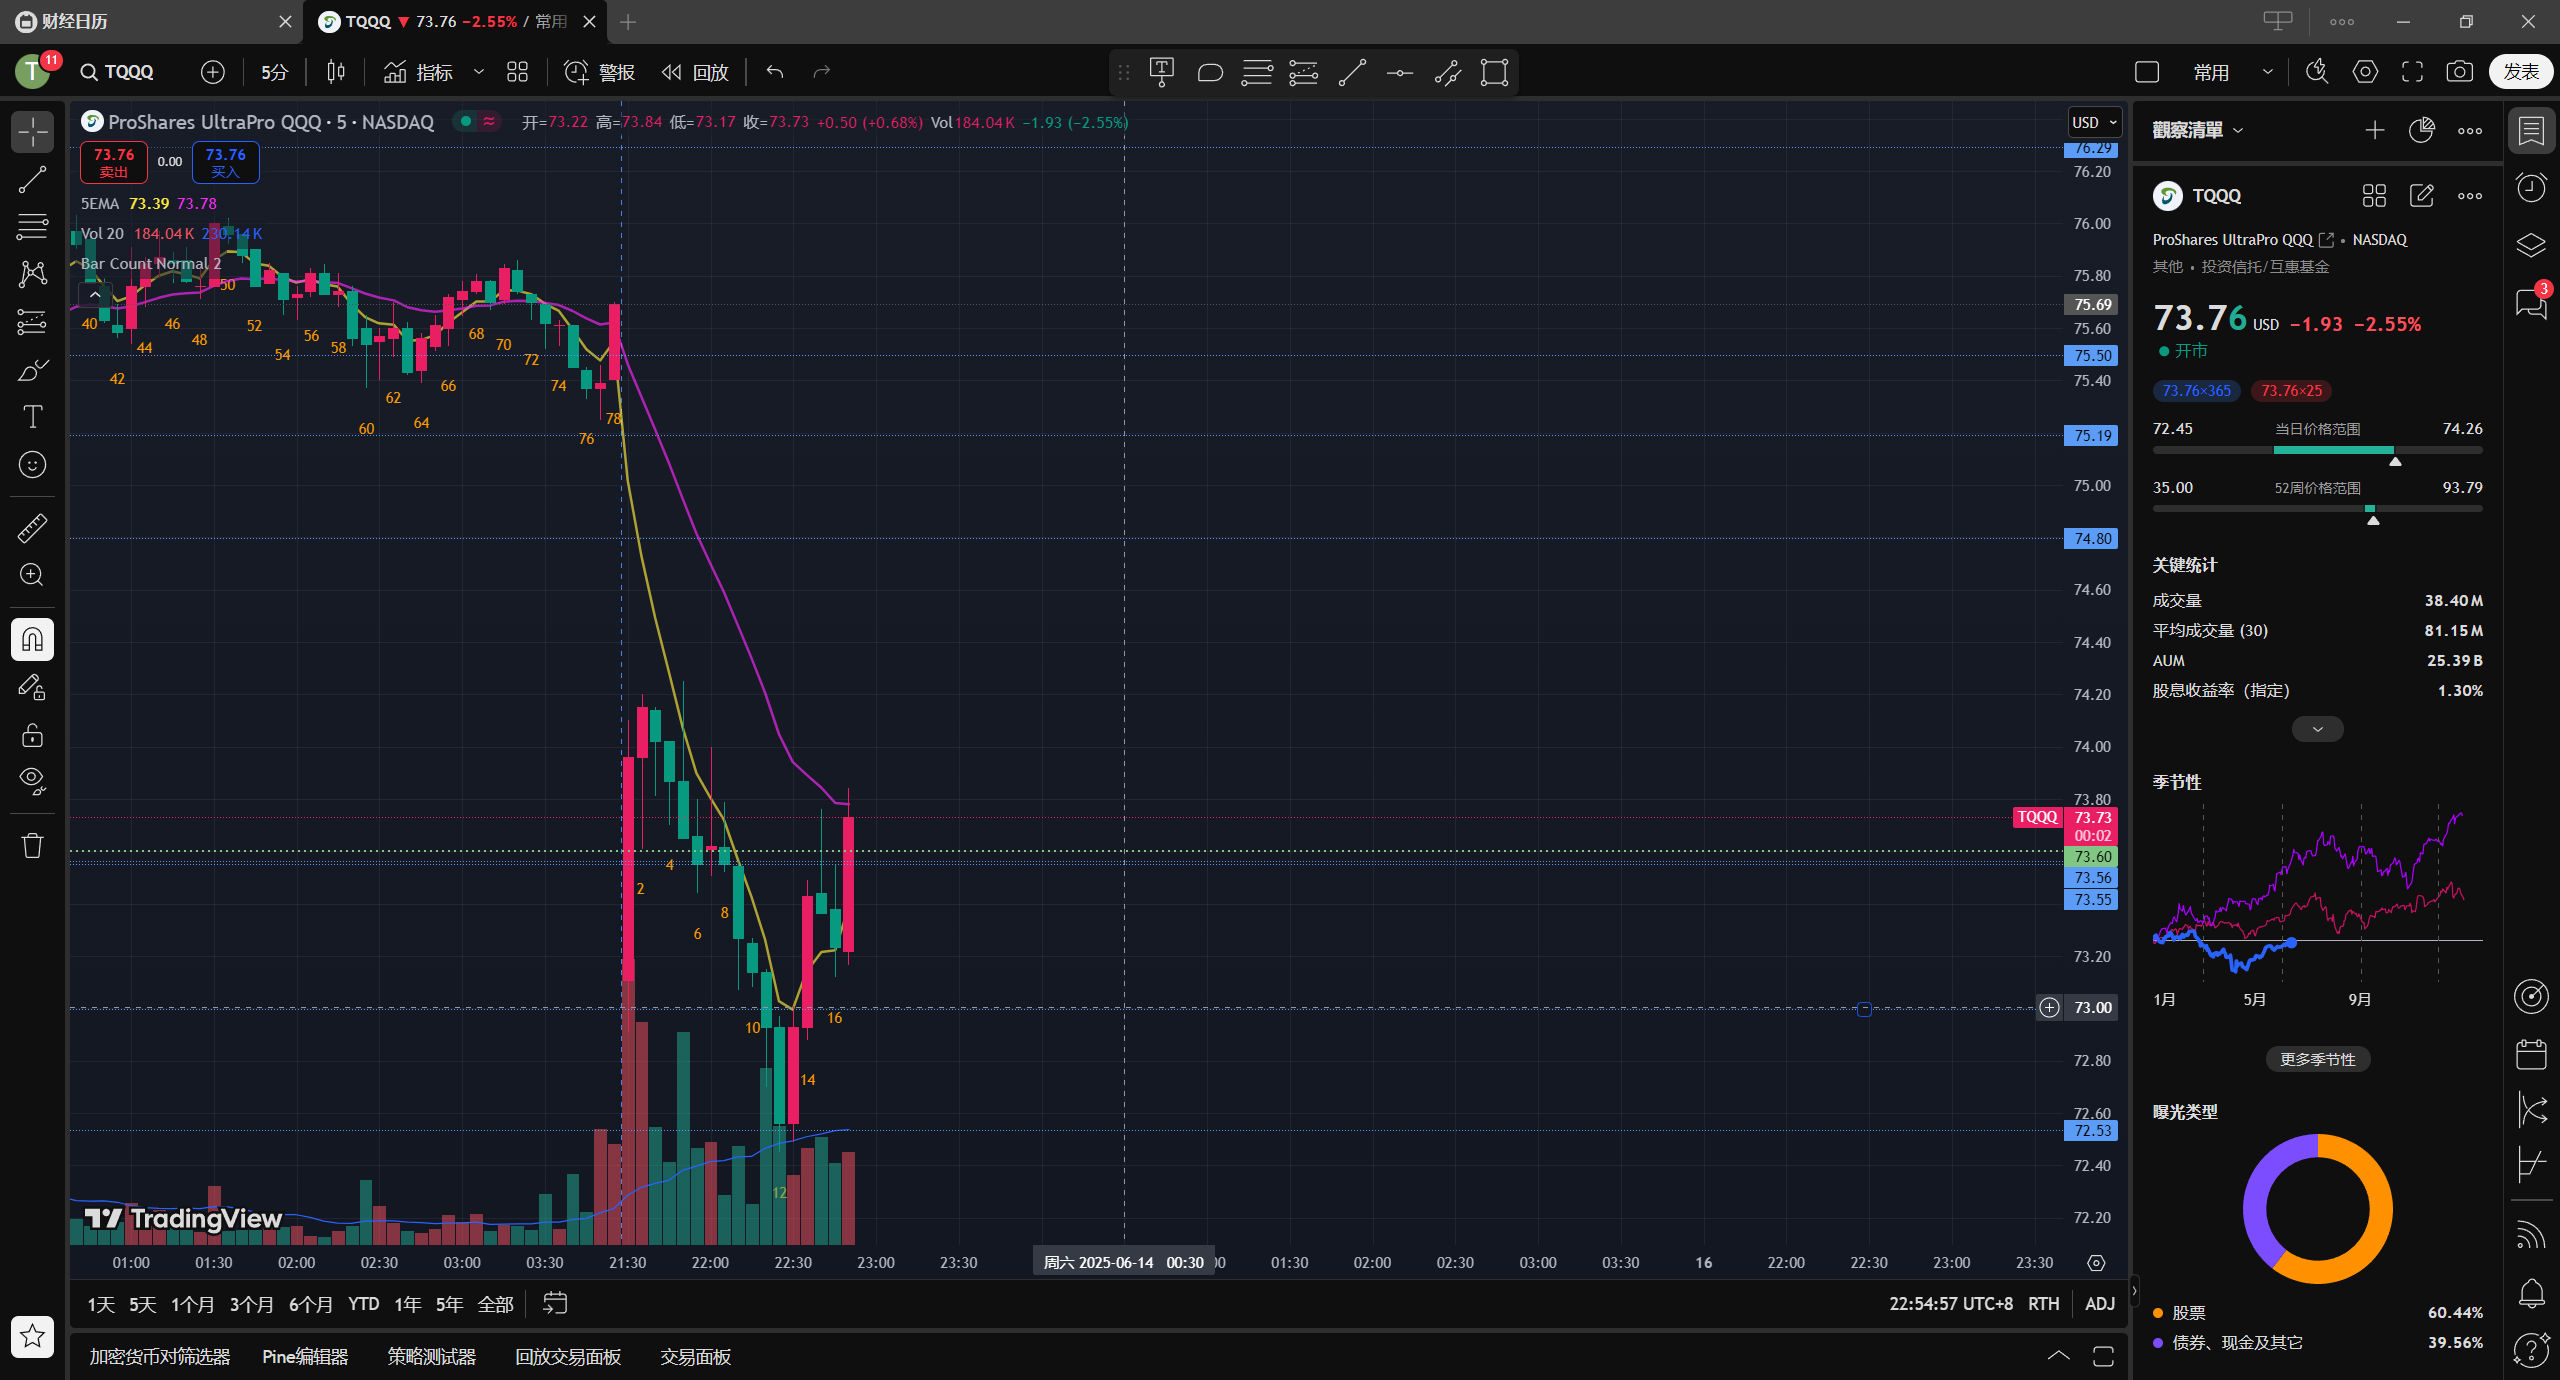 财经日历
TQQQ ▼ 73.76 −2.55% / 常用
T 11
TQQQ
5分
指标
警报
回放
常用
发表
ProShares UltraPro QQQ · 5 · NASDAQ
开=73.22 高=73.84 低=73.17 收=73.73 +0.50 (+0.68%) Vol184.04 K −1.93 (−2.55%)
USD
73.76 卖出
0.00
73.76 买入
5EMA 73.39 73.78
Vol 20 184.04 K 230.14 K
Bar Count Normal 2
40
42
44
46
48
50
52
54
56
58
60
62
64
66
68
70
72
74
76
78
2
4
6
8
10
12
14
16
76.29
76.20
76.00
75.80
75.69
75.60
75.50
75.40
75.19
75.00
74.80
74.60
74.40
74.20
74.00
73.80
TQQQ 73.73
00:02
73.60
73.56
73.55
73.20
73.00
72.80
72.60
72.53
72.40
72.20
TradingView
01:00 01:30 02:00 02:30 03:00 03:30 21:30 22:00 22:30 23:00 23:30 周六 2025-06-14 00:30 01:30 02:00 02:30 03:00 03:30 16 22:00 22:30 23:00 23:30
1天 5天 1个月 3个月 6个月 YTD 1年 5年 全部
22:54:57 UTC+8 RTH ADJ
加密货币对筛选器 Pine编辑器 策略测试器 回放交易面板 交易面板
觀察清單
TQQQ
ProShares UltraPro QQQ • NASDAQ
其他 • 投资信托/互惠基金
73.76 USD −1.93 −2.55%
开市
73.76×365 73.76×25
72.45 当日价格范围 74.26
35.00 52周价格范围 93.79
关键统计
成交量 38.40 M
平均成交量 (30) 81.15 M
AUM 25.39 B
股息收益率（指定） 1.30%
季节性
1月 5月 9月
更多季节性
曝光类型
股票 60.44%
债券、现金及其它 39.56%
3